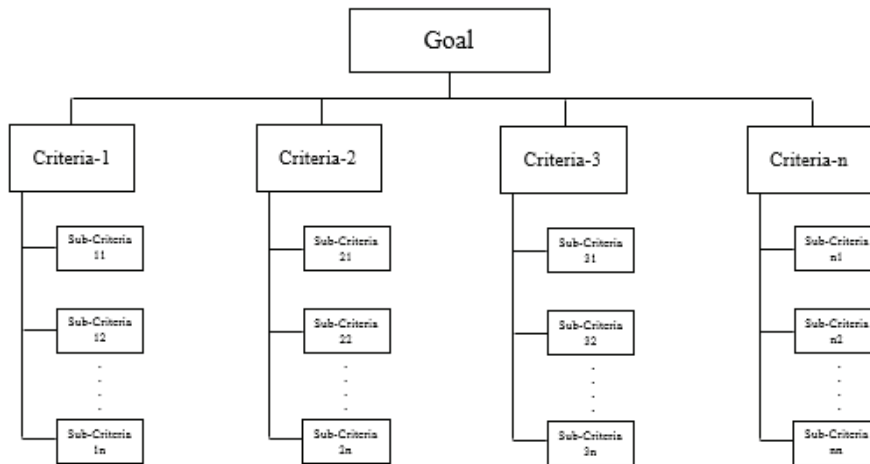 Goal
Criteria-1
Criteria-2
Criteria-3
Criteria-n
Sub-Criteria
11
Sub-Criteria
21
Sub-Criteria
31
Sub-Criteria
n1
Sub-Criteria
12
Sub-Criteria
22
Sub-Criteria
32
Sub-Criteria
n2
Sub-Criteria
1n
Sub-Criteria
2n
Sub-Criteria
3n
Sub-Criteria
nn